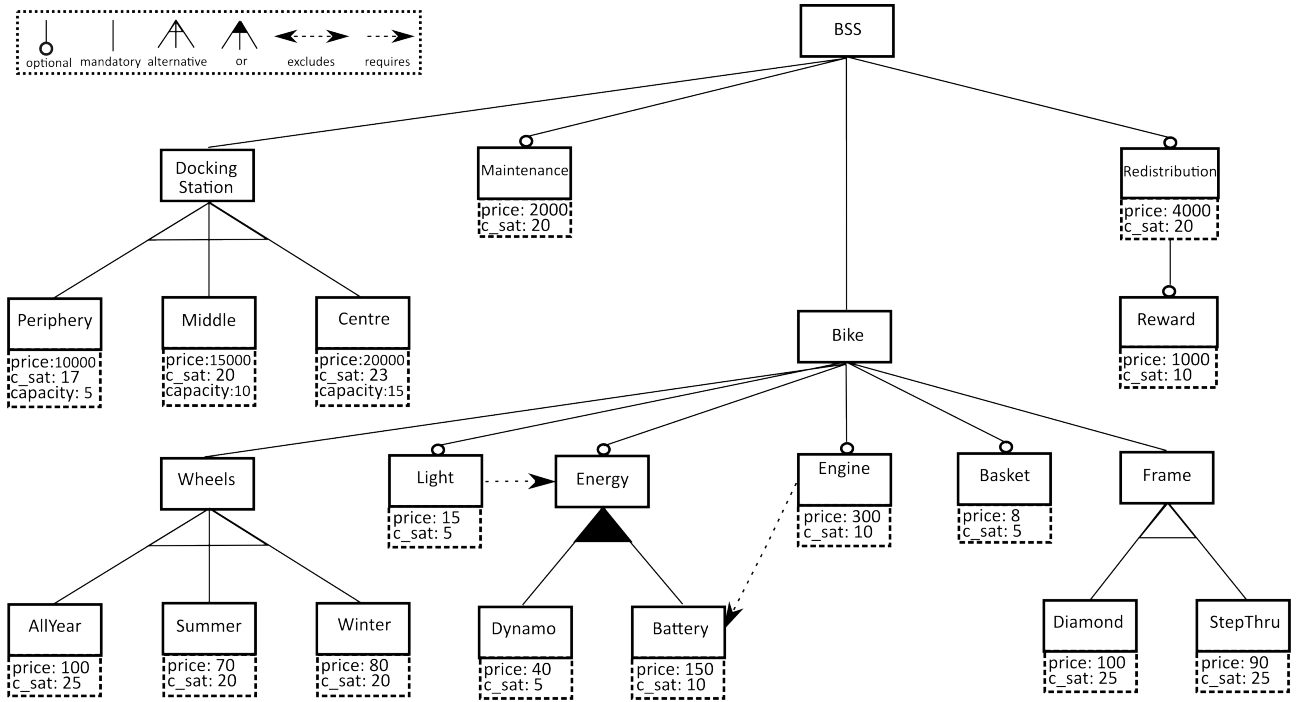 BSS
optional mandatory alternative or excludes requires
Docking
Station
Maintenance
price: 2000
c_sat: 20
Redistribution
price: 4000
c_sat: 20
Periphery
price:10000
c_sat: 17
capacity: 5
Middle
price:15000
c_sat: 20
capacity:10
Centre
price:20000
c_sat: 23
capacity:15
Bike
Reward
price: 1000
c_sat: 10
Wheels
Light
price: 15
c_sat: 5
Energy
Engine
price: 300
c_sat: 10
Basket
price: 8
c_sat: 5
Frame
AllYear
price: 100
c_sat: 25
Summer
price: 70
c_sat: 20
Winter
price: 80
c_sat: 20
Dynamo
price: 40
c_sat: 5
Battery
price: 150
c_sat: 10
Diamond
price: 100
c_sat: 25
StepThru
price: 90
c_sat: 25